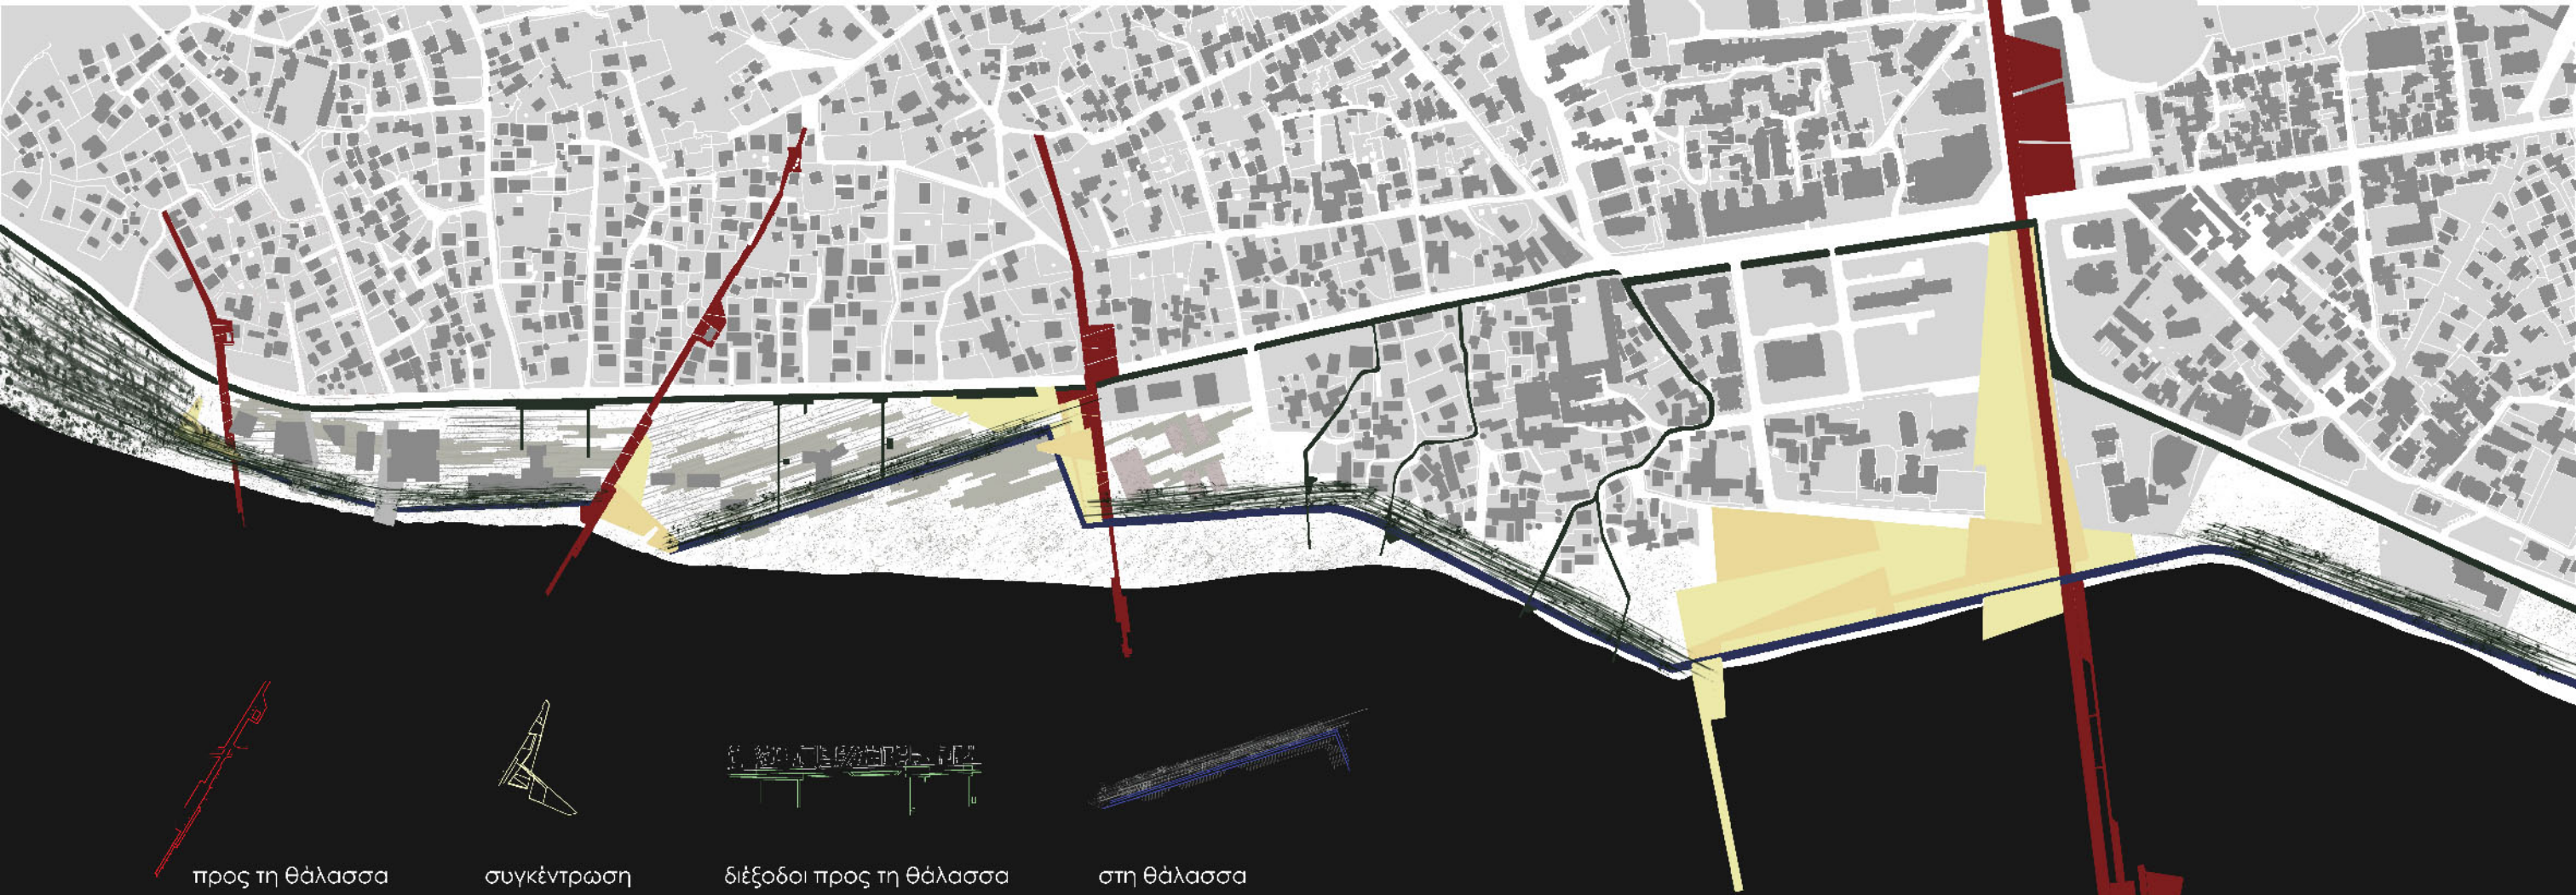 προς τη θάλασσα
συγκέντρωση
διέξοδοι προς τη θάλασσα
στη θάλασσα